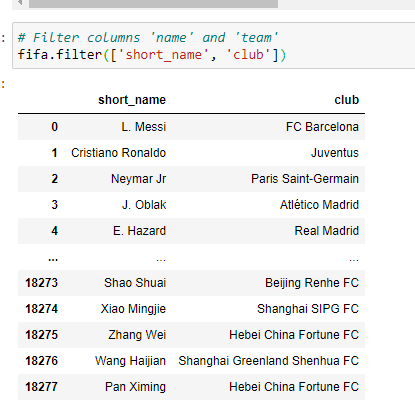 :
# Filter columns 'name' and 'team'
fifa.filter(['short_name', 'club'])
:
short_name club
0 L. Messi FC Barcelona
1 Cristiano Ronaldo Juventus
2 Neymar Jr Paris Saint-Germain
3 J. Oblak Atlético Madrid
4 E. Hazard Real Madrid
... ... ...
18273 Shao Shuai Beijing Renhe FC
18274 Xiao Mingjie Shanghai SIPG FC
18275 Zhang Wei Hebei China Fortune FC
18276 Wang Haijian Shanghai Greenland Shenhua FC
18277 Pan Ximing Hebei China Fortune FC